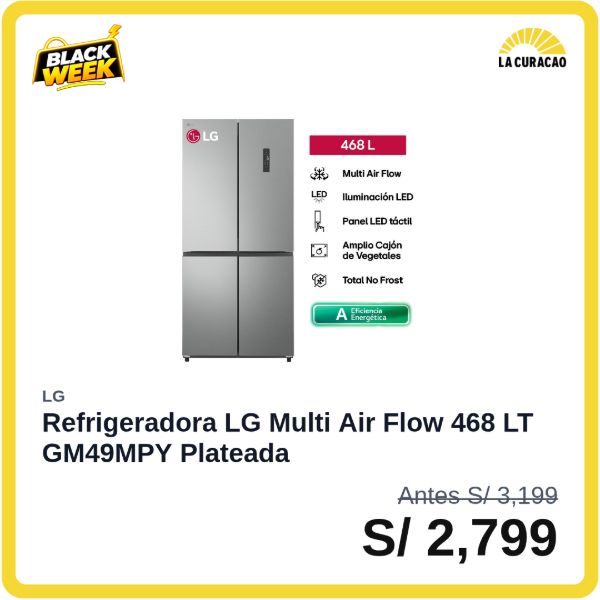 BLACK
WEEK
LA CURACAO
LG
468 L
Multi Air Flow
LED
Iluminación LED
Panel LED táctil
Amplio Cajón
de Vegetales
Total No Frost
A Eficiencia
Energética
LG
Refrigeradora LG Multi Air Flow 468 LT
GM49MPY Plateada
Antes S/ 3,199
S/ 2,799